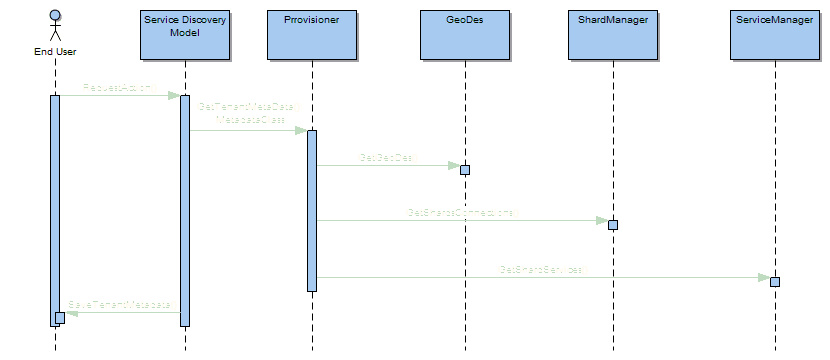 End User
Service Discovery
Model
Prrovisioner
GeoDes
ShardManager
ServiceManager
RequestAction()
GetTenantMetaData():
MetadataClass
GetGeoDes
GetShardsConnections
GetShardServices
SaveTenantMetadata